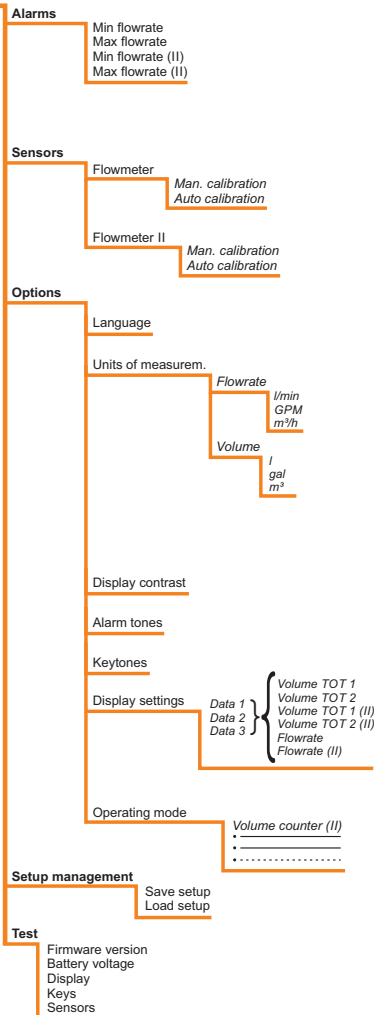 Alarms
Min flowrate
Max flowrate
Min flowrate (II)
Max flowrate (II)
Sensors
Flowmeter
Man. calibration
Auto calibration
Flowmeter II
Man. calibration
Auto calibration
Options
Language
Units of measurem.
Flowrate
l/min
GPM
m³/h
Volume
l
gal
m³
Display contrast
Alarm tones
Keytones
Display settings
Data 1
Data 2
Data 3
Volume TOT 1
Volume TOT 2
Volume TOT 1 (II)
Volume TOT 2 (II)
Flowrate
Flowrate (II)
Operating mode
Volume counter (II)
Setup management
Save setup
Load setup
Test
Firmware version
Battery voltage
Display
Keys
Sensors